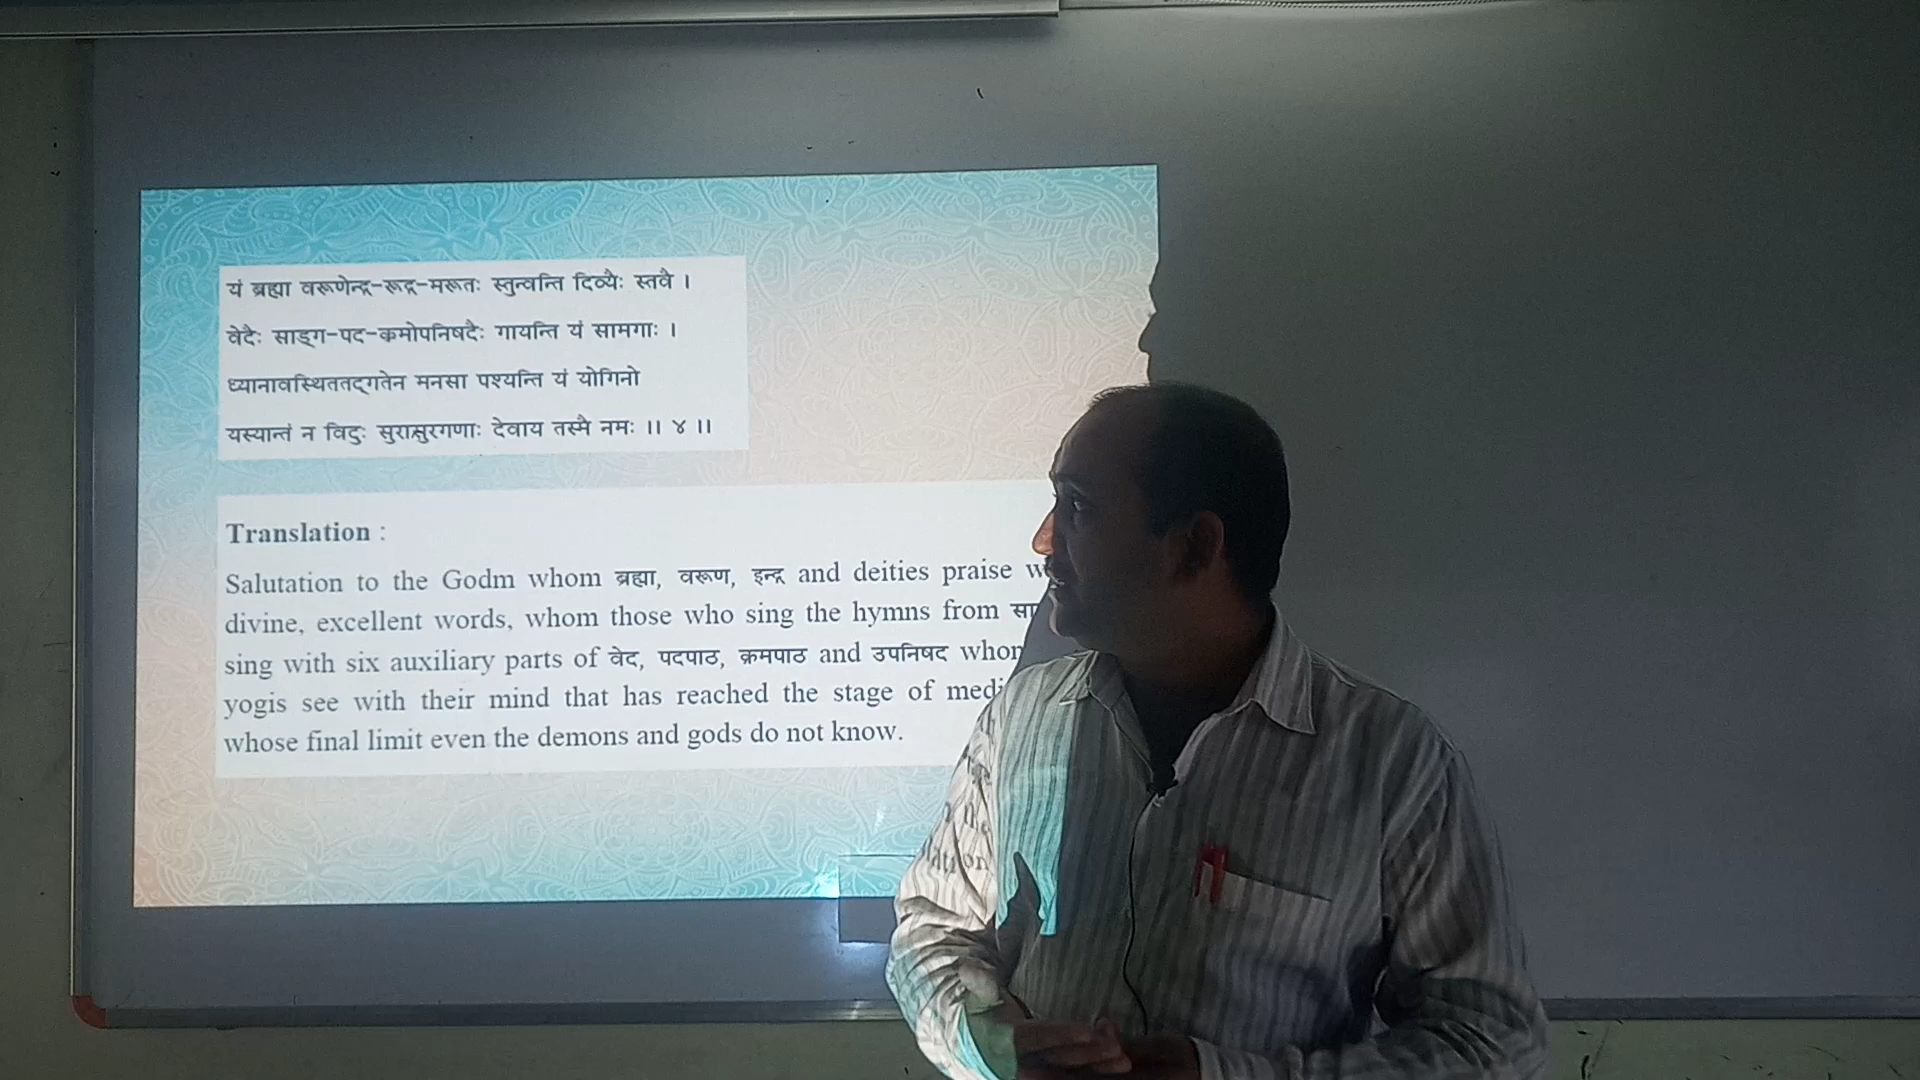 यं ब्रह्मा वरूणेन्द्र-रूद्र-मरूतः स्तुन्वन्ति दिव्यैः स्तवै ।
वेदैः साङ्ग-पद-कमोपनिषदैः गायन्ति यं सामगाः ।
ध्यानावस्थिततद्गतेन मनसा पश्यन्ति यं योगिनो
यस्यान्तं न विदुः सुरासुरगणाः देवाय तस्मै नमः ।। ४ ।।
Translation :
Salutation to the Godm whom ब्रह्मा, वरूण, इन्द्र and deities praise
divine, excellent words, whom those who sing the hymns from
sing with six auxiliary parts of वेद, पदपाठ, क्रमपाठ and उपनिषद
yogis see with their mind that has reached the stage of
whose final limit even the demons and gods do not know.